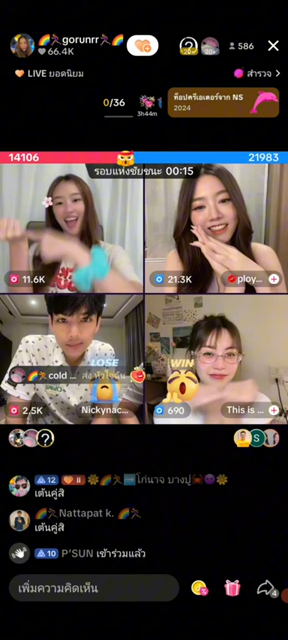 🌈🏃gorunrr🏃🌈
66.4K
586
LIVE ยอดนิยม
สำรวจ >
0/36
3h44m
ท็อปครีเอเตอร์จาก NS
2024
14106
21983
รอบแห่งชัยชนะ 00:15
11.6K
21.3K
ploy...
LOSE
WIN
🌈🏃cold ...
2.5K
Nickynac...
690
This is ...
S
12
II
โก่นาจ บางปู
เต้นคู่สิ
🌈🏃Nattapat k. 🌈🏃
เต้นคู่สิ
10 P'SUN เข้าร่วมแล้ว
เพิ่มความคิดเห็น
4